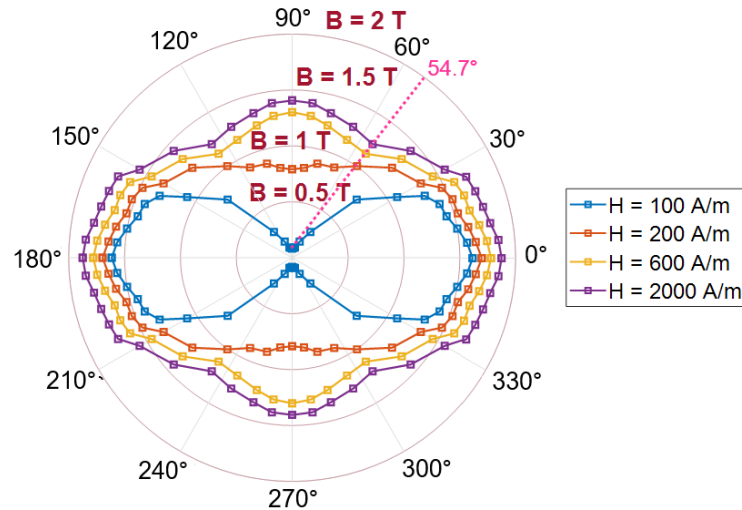 90°
B = 2 T
120°
60°
54.7°
B = 1.5 T
150°
B = 1 T
30°
B = 0.5 T
180°
0°
H = 100 A/m
H = 200 A/m
H = 600 A/m
H = 2000 A/m
210°
330°
240°
300°
270°